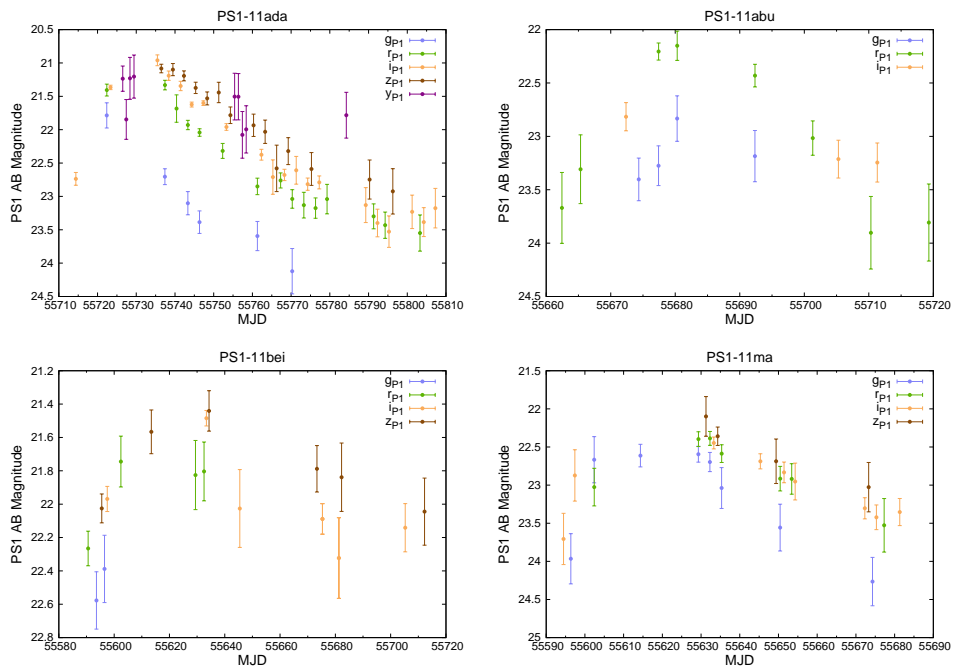 PS1-11ada
20.5
21
21.5
22
22.5
23
23.5
24
24.5
PS1 AB Magnitude
55710 55720 55730 55740 55750 55760 55770 55780 55790 55800 55810
MJD
gP1
rP1
iP1
zP1
yP1
PS1-11abu
22
22.5
23
23.5
24
24.5
PS1 AB Magnitude
55660 55670 55680 55690 55700 55710 55720
MJD
gP1
rP1
iP1
PS1-11bei
21.2
21.4
21.6
21.8
22
22.2
22.4
22.6
22.8
PS1 AB Magnitude
55580 55600 55620 55640 55660 55680 55700 55720
MJD
gP1
rP1
iP1
zP1
PS1-11ma
21.5
22
22.5
23
23.5
24
24.5
25
PS1 AB Magnitude
55590 55600 55610 55620 55630 55640 55650 55660 55670 55680 55690
MJD
gP1
rP1
iP1
zP1